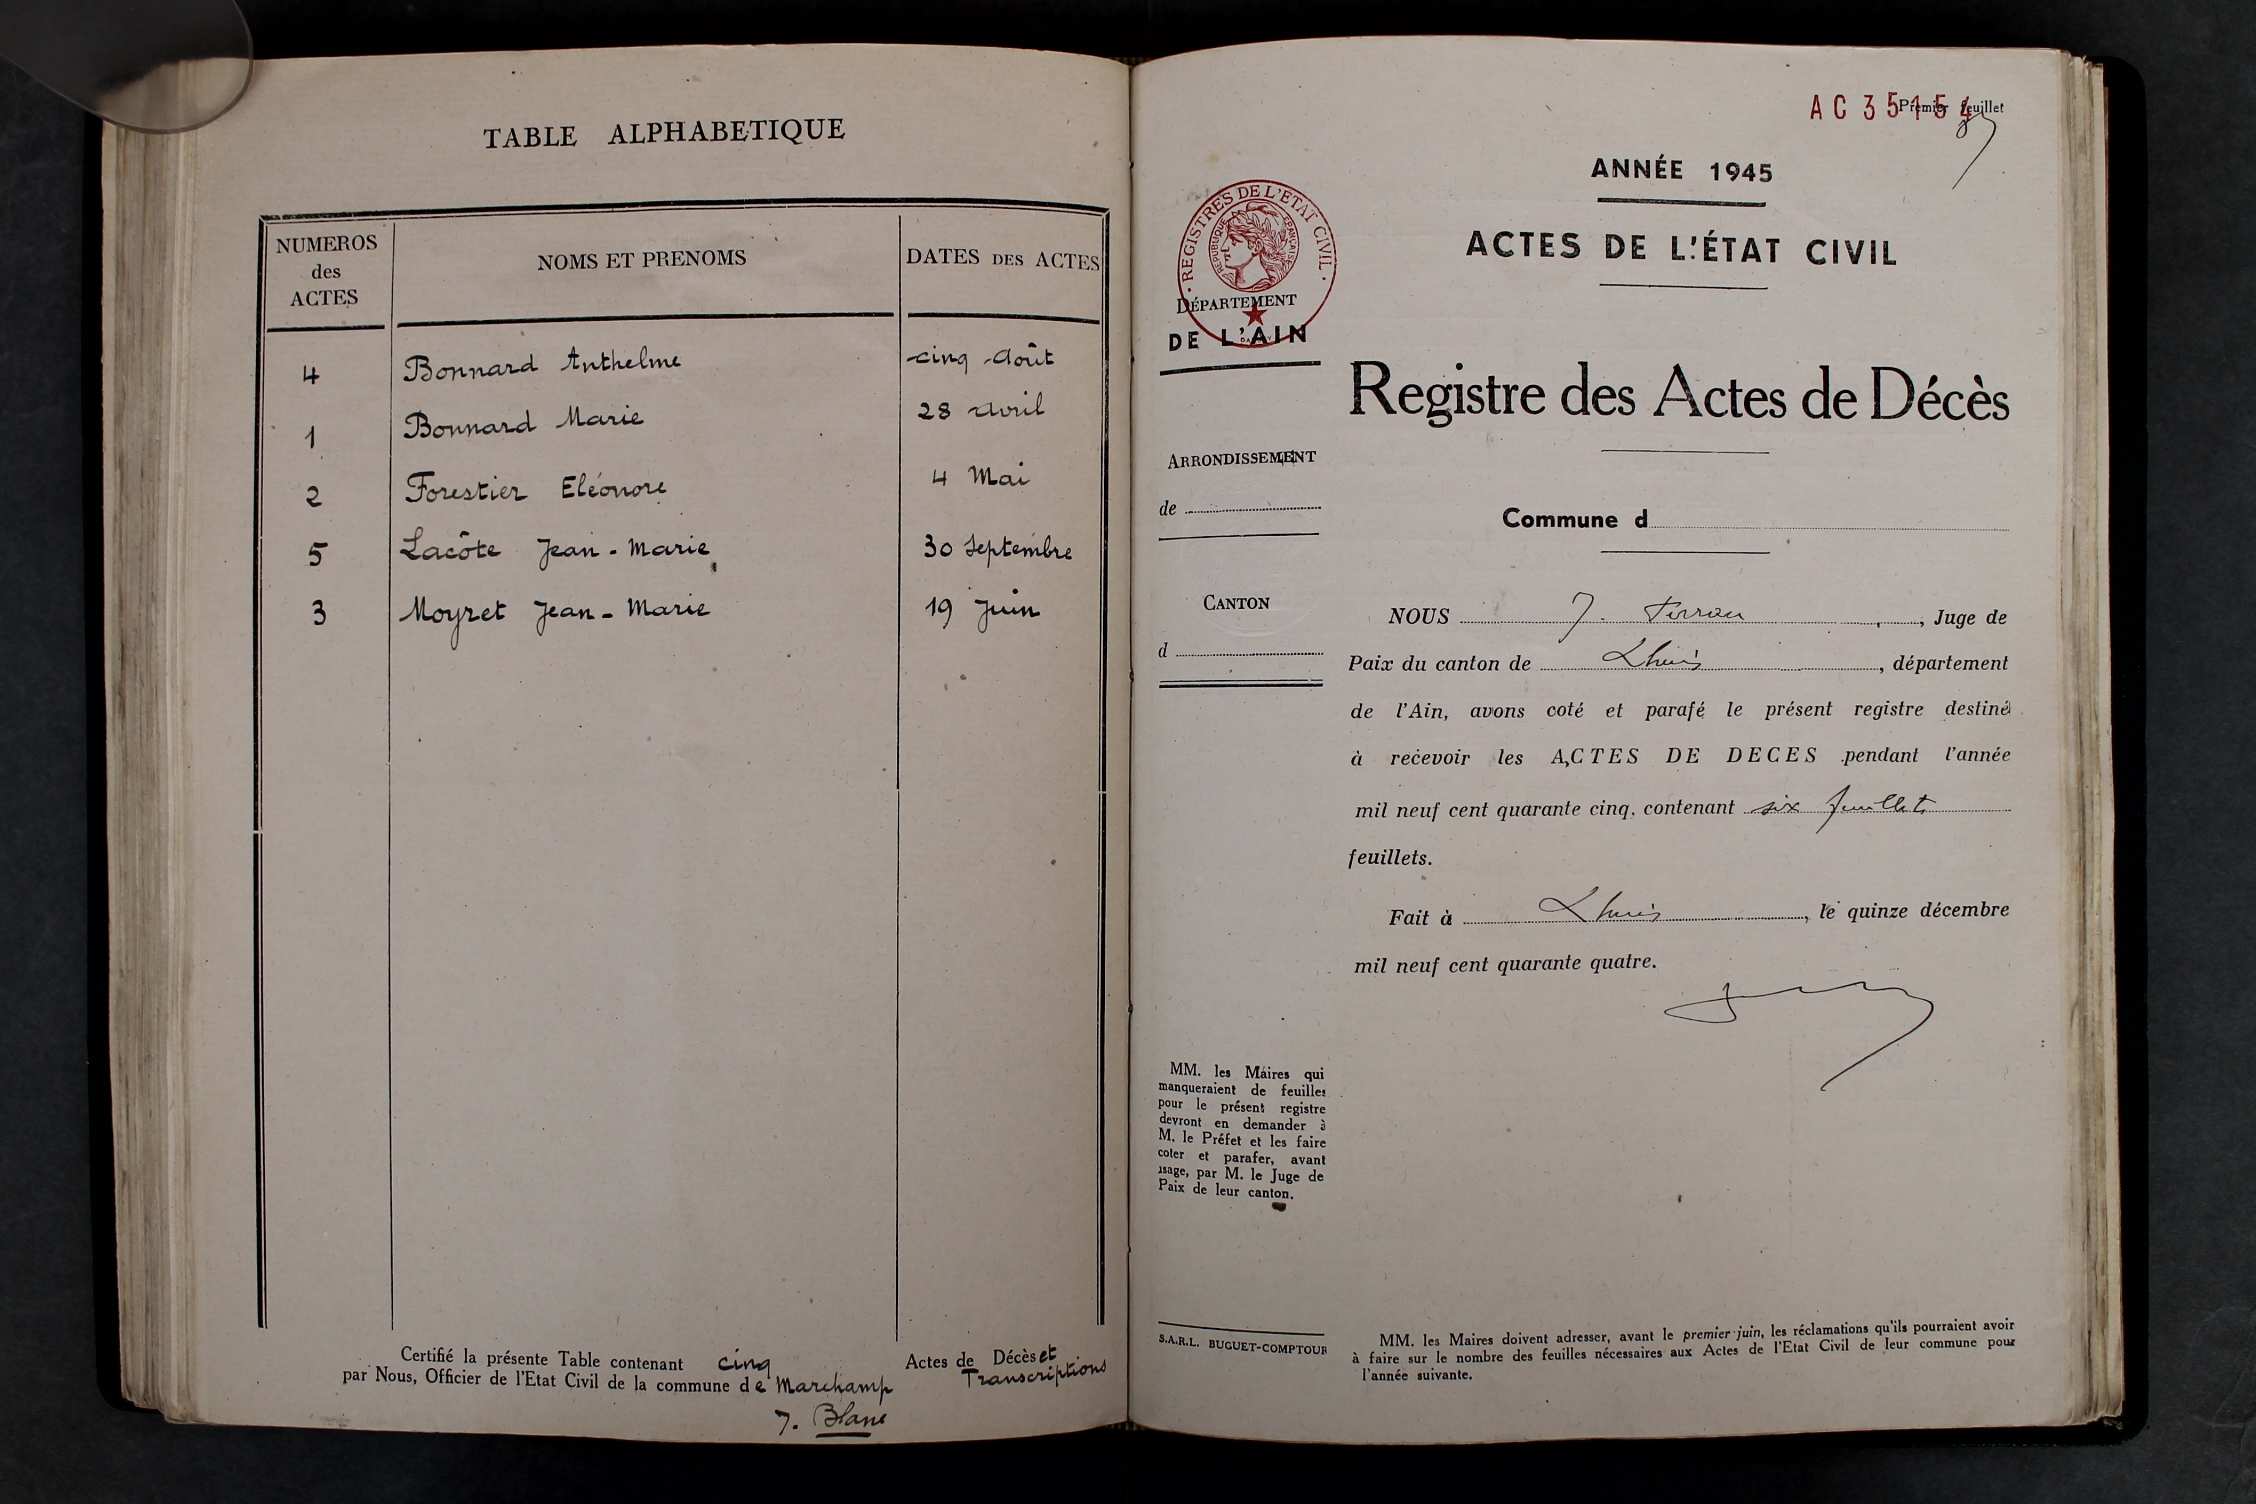 TABLE ALPHABETIQUE
NUMEROS
des
ACTES
NOMS ET PRENOMS
DATES DES ACTES
4 Bonnard Anthelme cinq Août
1 Bonnard Marie 28 Avril
2 Forestier Eléonore 4 Mai
5 Lacôte Jean-Marie 30 Septembre
3 Moyret Jean-Marie 19 Juin
Certifié la présente Table contenant cinq Actes de Décès et
Transcriptions
par Nous, Officier de l'Etat Civil de la commune de Marchamp
J. Blanc
AC 35154
Premier feuillet
ANNÉE 1945
ACTES DE L'ÉTAT CIVIL
REGISTRES DE L'ÉTAT CIVIL
REPUBLIQUE FRANÇAISE
DÉPARTEMENT
DE L'AIN
Registre des Actes de Décès
ARRONDISSEMENT
de
Commune d
CANTON
d
NOUS J. , Juge de
Paix du canton de Lhuis, département
de l'Ain, avons coté et parafé le présent registre destiné
à recevoir les ACTES DE DECES pendant l'année
mil neuf cent quarante cinq, contenant six feuillets
feuillets.
Fait à Lhuis, le quinze décembre
mil neuf cent quarante quatre.
MM. les Maires qui
manqueraient de feuilles
pour le présent registre
devront en demander à
M. le Préfet et les faire
coter et parafer, avant
usage, par M. le Juge de
Paix de leur canton.
S.A.R.L. BUGUET-COMPTOUR
MM. les Maires doivent adresser, avant le premier juin, les réclamations qu'ils pourraient avoir
à faire sur le nombre des feuilles nécessaires aux Actes de l'Etat Civil de leur commune pour
l'année suivante.